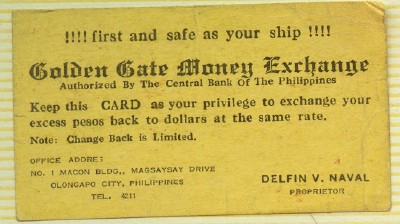 !!!! first and safe as your ship !!!!
Golden Gate Money Exchange
Authorized By The Central Bank Of The Philippines
Keep this CARD as your privilege to exchange your
excess pesos back to dollars at the same rate.
Note: Change Back is Limited.
OFFICE ADDRE:
NO. 1 MACON BLDG,, MAGSAYSAY DRIVE
OLONGAPO CITY, PHILIPPINES
TEL. 4211
DELFIN V. NAVAL
PROPRIETOR